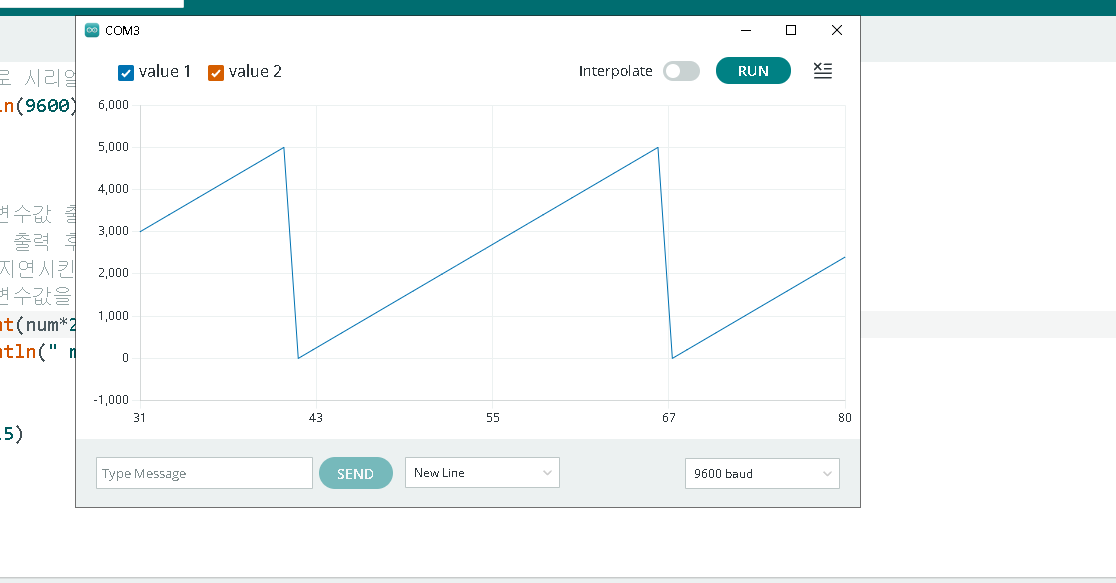 COM3
value 1 value 2 Interpolate RUN
로 시리얼
n(9600)
6,000
5,000
4,000
3,000
2,000
1,000
0
-1,000
31 43 55 67 80
변수값 출
출력 후
지연시킨
변수값을
nt(num*2
ntln(" m
5)
Type Message SEND New Line 9600 baud